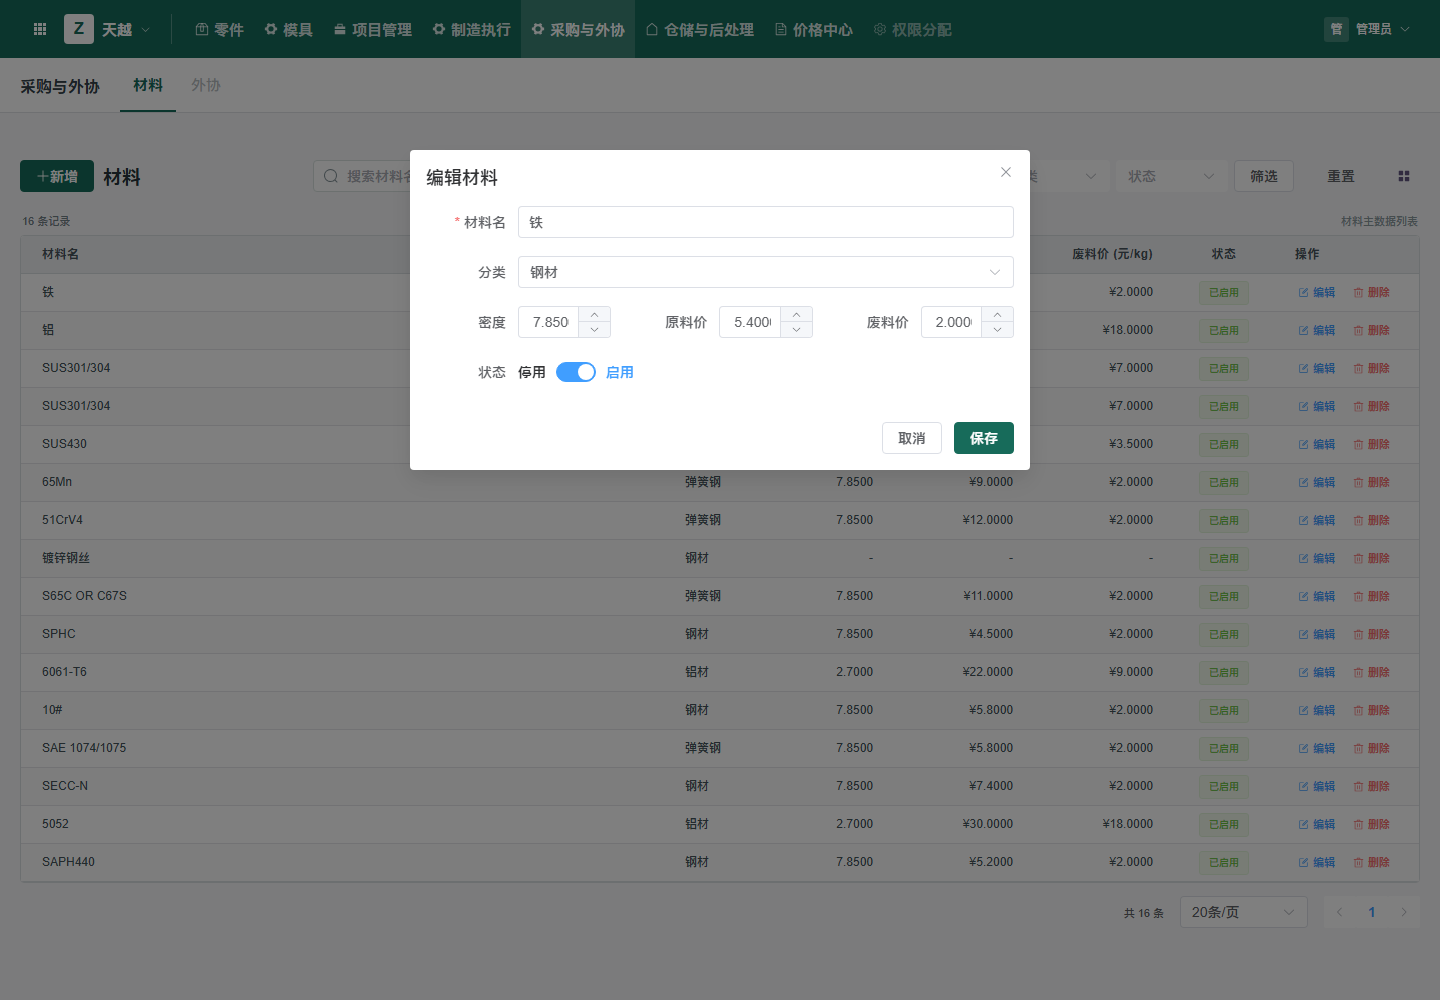 Z 天越 零件 模具 项目管理 制造执行 采购与外协 仓储与后处理 价格中心 权限分配 管 管理员
采购与外协 材料 外协
+新增 材料 搜索材料名 类 状态 筛选 重置
16 条记录 材料主数据列表
材料名 废料价 (元/kg) 状态 操作
铁 ¥2.0000 已启用 编辑 删除
铝 ¥18.0000 已启用 编辑 删除
SUS301/304 ¥7.0000 已启用 编辑 删除
SUS301/304 ¥7.0000 已启用 编辑 删除
SUS430 ¥3.5000 已启用 编辑 删除
65Mn 弹簧钢 7.8500 ¥9.0000 ¥2.0000 已启用 编辑 删除
51CrV4 弹簧钢 7.8500 ¥12.0000 ¥2.0000 已启用 编辑 删除
镀锌钢丝 钢材 - - - 已启用 编辑 删除
S65C OR C67S 弹簧钢 7.8500 ¥11.0000 ¥2.0000 已启用 编辑 删除
SPHC 钢材 7.8500 ¥4.5000 ¥2.0000 已启用 编辑 删除
6061-T6 铝材 2.7000 ¥22.0000 ¥9.0000 已启用 编辑 删除
10# 钢材 7.8500 ¥5.8000 ¥2.0000 已启用 编辑 删除
SAE 1074/1075 弹簧钢 7.8500 ¥5.8000 ¥2.0000 已启用 编辑 删除
SECC-N 钢材 7.8500 ¥7.4000 ¥2.0000 已启用 编辑 删除
5052 铝材 2.7000 ¥30.0000 ¥18.0000 已启用 编辑 删除
SAPH440 钢材 7.8500 ¥5.2000 ¥2.0000 已启用 编辑 删除
共 16 条 20条/页 1
编辑材料
* 材料名 铁
分类 钢材
密度 7.850 原料价 5.400 废料价 2.000
状态 停用 启用
取消 保存